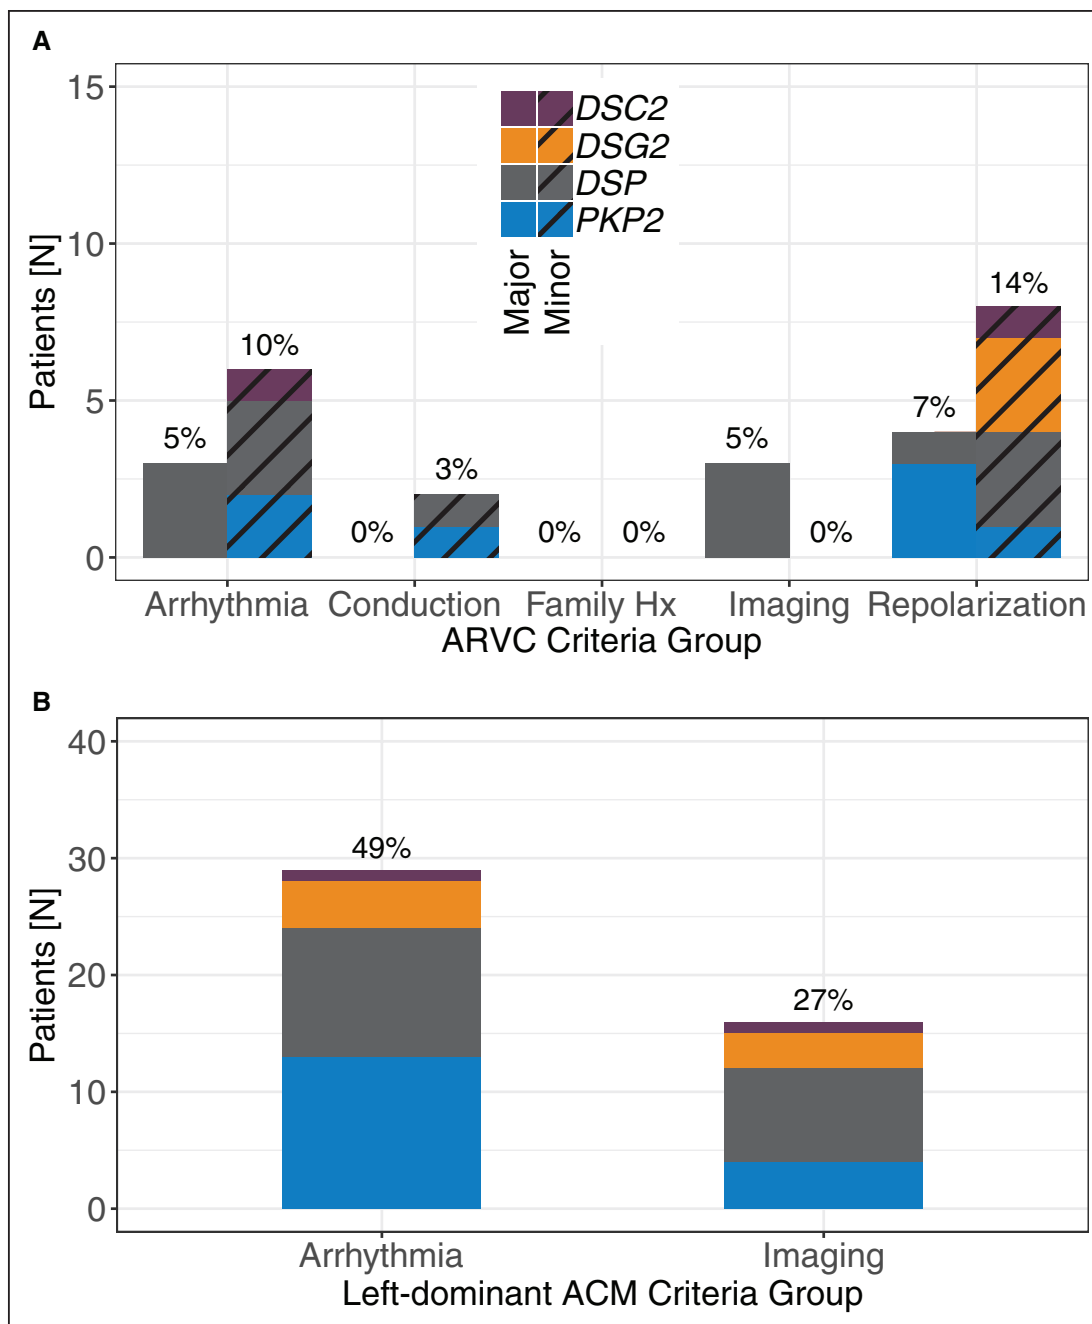 A
15
10
5
0
Patients [N]
DSC2
DSG2
DSP
PKP2
Major
Minor
5%
10%
0%
3%
0%
0%
5%
0%
7%
14%
Arrhythmia
Conduction
Family Hx
Imaging
Repolarization
ARVC Criteria Group
B
40
30
20
10
0
Patients [N]
49%
27%
Arrhythmia
Imaging
Left-dominant ACM Criteria Group